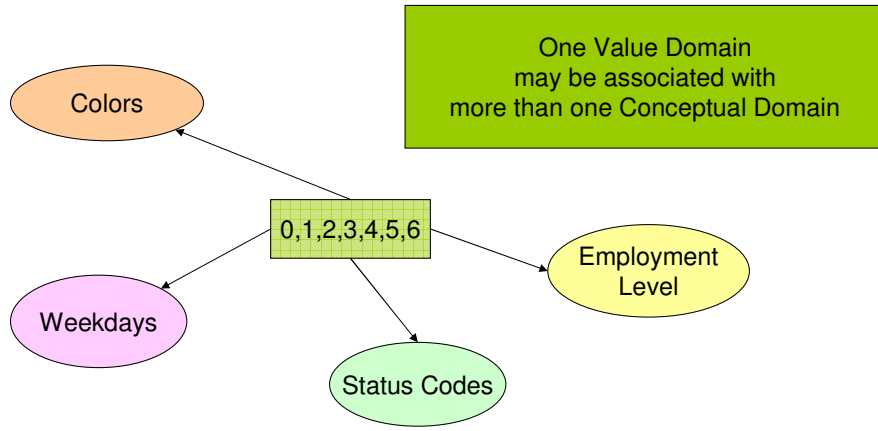 One Value Domain
may be associated with
more than one Conceptual Domain
Colors
0,1,2,3,4,5,6
Employment
Level
Weekdays
Status Codes